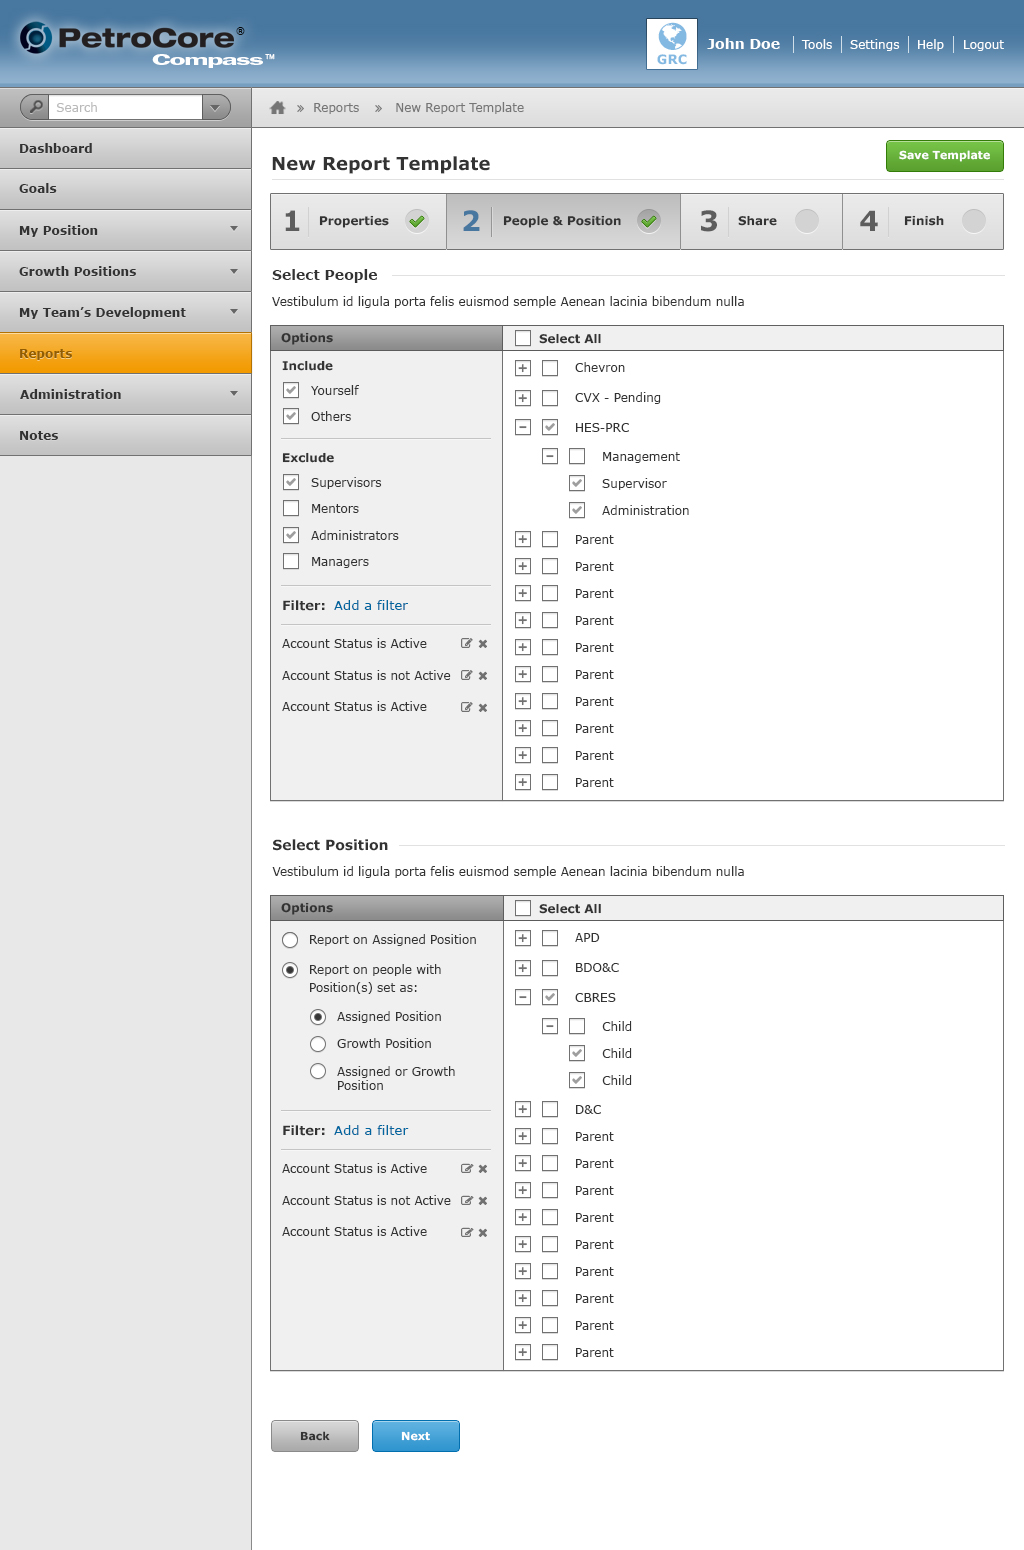 PetroCore®
Compass™
GRC
John Doe
Tools
Settings
Help
Logout
Search
» Reports » New Report Template
Dashboard
Goals
My Position
Growth Positions
My Team's Development
Reports
Administration
Notes
New Report Template
Save Template
1 Properties
2 People & Position
3 Share
4 Finish
Select People
Vestibulum id ligula porta felis euismod semple Aenean lacinia bibendum nulla
Options
Include
Yourself
Others
Exclude
Supervisors
Mentors
Administrators
Managers
Filter: Add a filter
Account Status is Active
Account Status is not Active
Account Status is Active
Select All
Chevron
CVX - Pending
HES-PRC
Management
Supervisor
Administration
Parent
Parent
Parent
Parent
Parent
Parent
Parent
Parent
Parent
Parent
Select Position
Vestibulum id ligula porta felis euismod semple Aenean lacinia bibendum nulla
Options
Report on Assigned Position
Report on people with
Position(s) set as:
Assigned Position
Growth Position
Assigned or Growth
Position
Filter: Add a filter
Account Status is Active
Account Status is not Active
Account Status is Active
Select All
APD
BDO&C
CBRES
Child
Child
Child
D&C
Parent
Parent
Parent
Parent
Parent
Parent
Parent
Parent
Parent
Back
Next